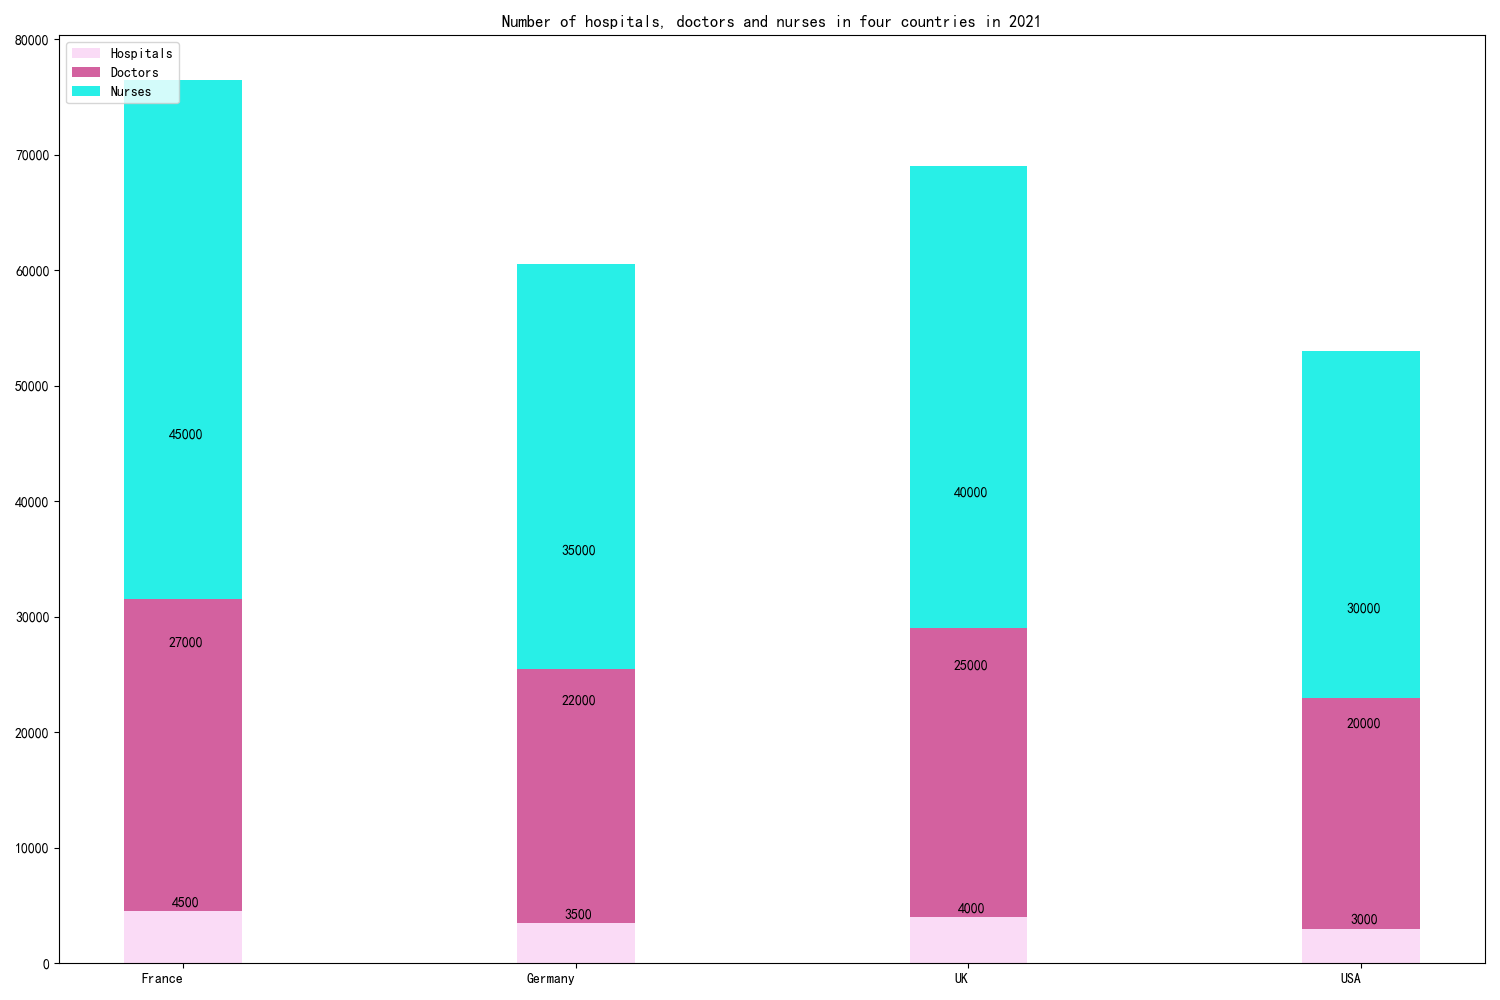 Number of hospitals, doctors and nurses in four countries in 2021
80000
70000
60000
50000
40000
30000
20000
10000
0
Hospitals
Doctors
Nurses
45000
27000
4500
35000
22000
3500
40000
25000
4000
30000
20000
3000
France
Germany
UK
USA